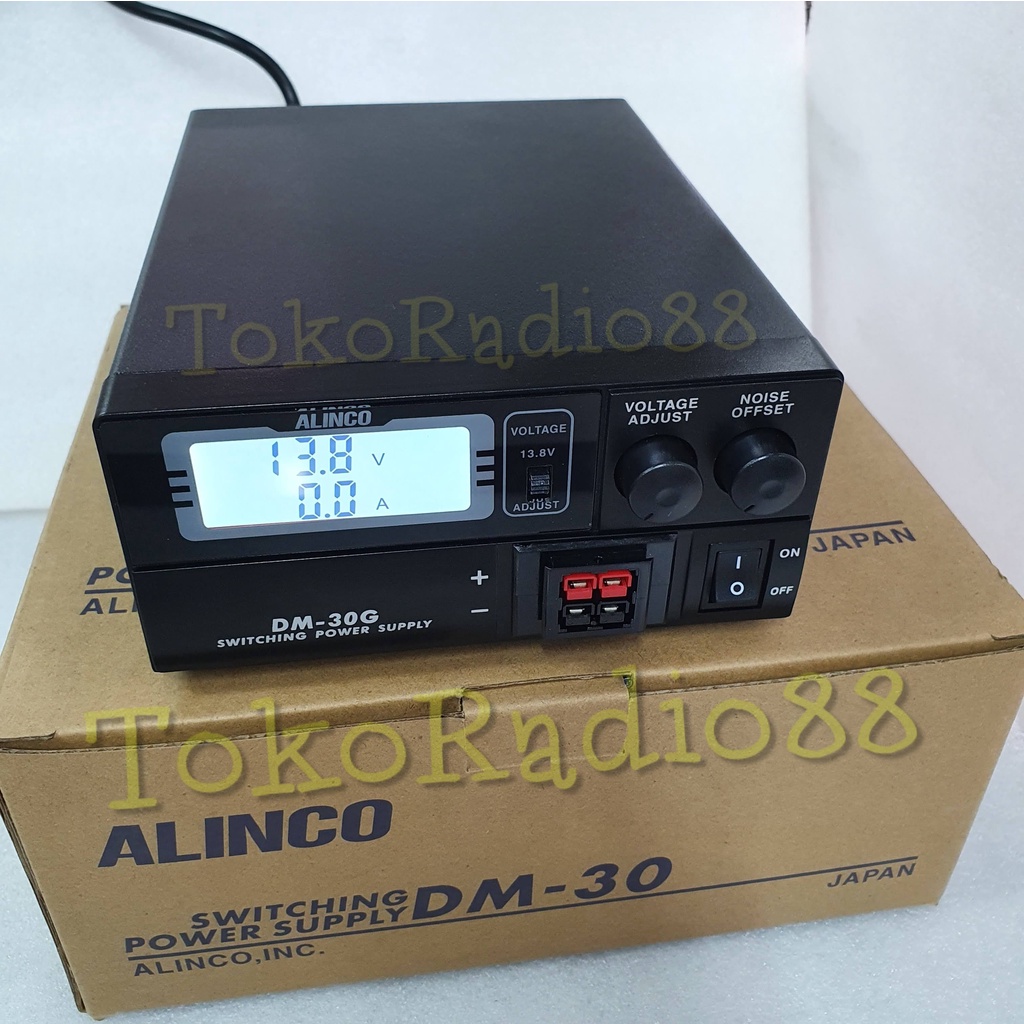 TokoRadio88
ALINCO
13.8 V
0.0 A
VOLTAGE
13.8V
ADJUST
VOLTAGE
ADJUST
NOISE
OFFSET
+
−
I
O
ON
OFF
DM-30G
SWITCHING POWER SUPPLY
JAPAN
TokoRadio88
ALINCO
SWITCHING
POWER SUPPLY DM-30
JAPAN
ALINCO,INC.